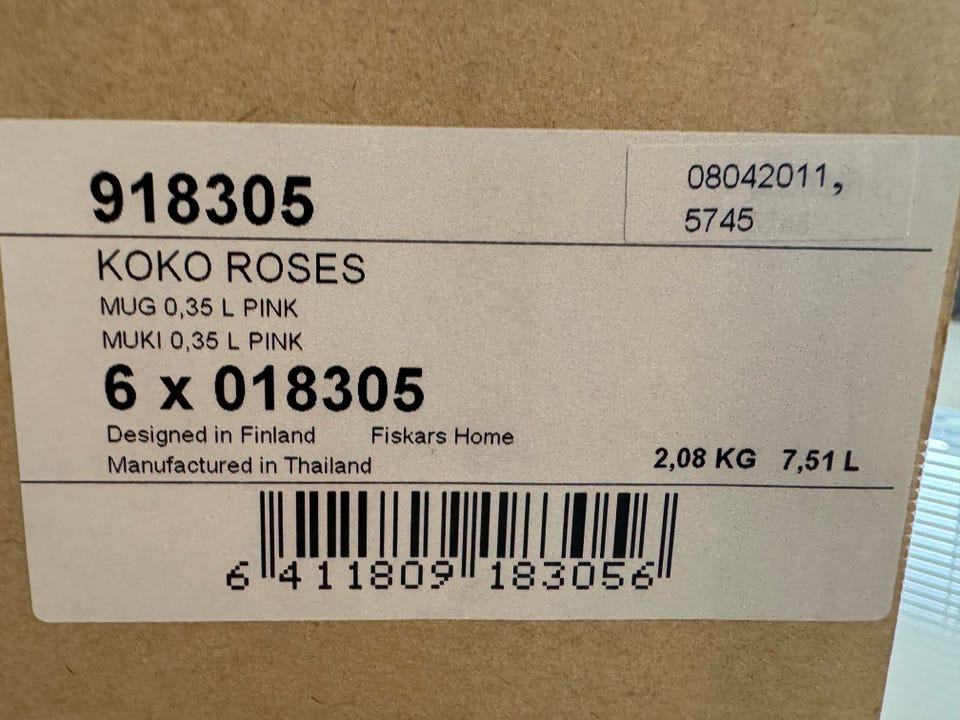 918305
08042011,
5745
KOKO ROSES
MUG 0,35 L PINK
MUKI 0,35 L PINK
6 x 018305
Designed in Finland Fiskars Home
Manufactured in Thailand
2,08 KG 7,51 L
6 411809 183056